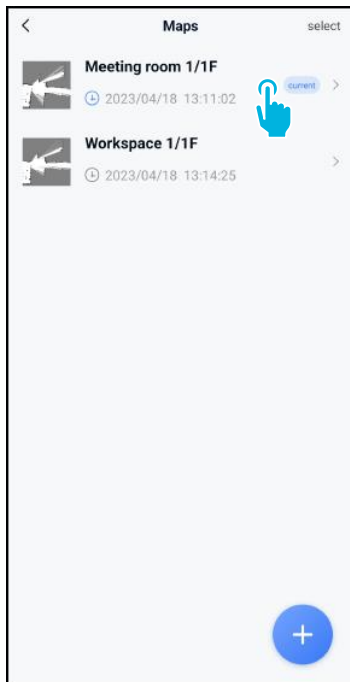 Maps
select
Meeting room 1/1F
2023/04/18 13:11:02
current
Workspace 1/1F
2023/04/18 13:14:25